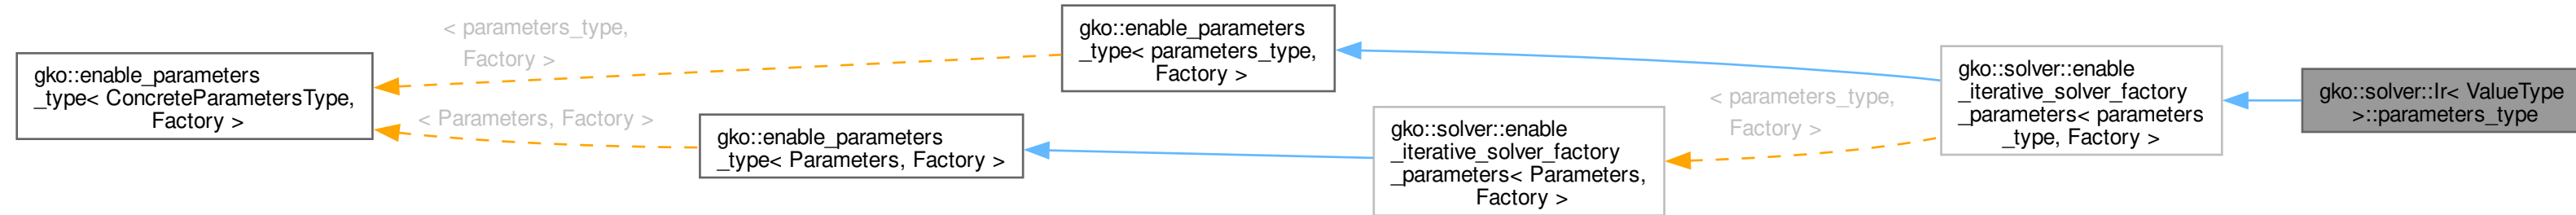 gko::enable_parameters
_type< ConcreteParametersType,
Factory >
< parameters_type,
Factory >
< Parameters, Factory >
gko::enable_parameters
_type< Parameters, Factory >
gko::enable_parameters
_type< parameters_type,
Factory >
gko::solver::enable
_iterative_solver_factory
_parameters< Parameters,
Factory >
< parameters_type,
Factory >
gko::solver::enable
_iterative_solver_factory
_parameters< parameters
_type, Factory >
gko::solver::Ir< ValueType
>::parameters_type